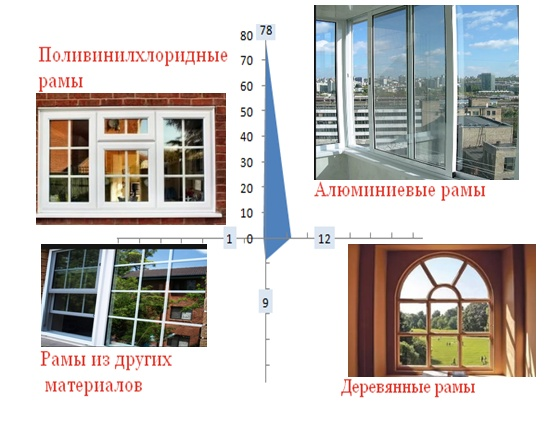 78
80
70
60
50
40
30
20
10
0
1
12
9
Поливинилхлоридные
рамы
Алюминиевые рамы
Рамы из других
материалов
Деревянные рамы